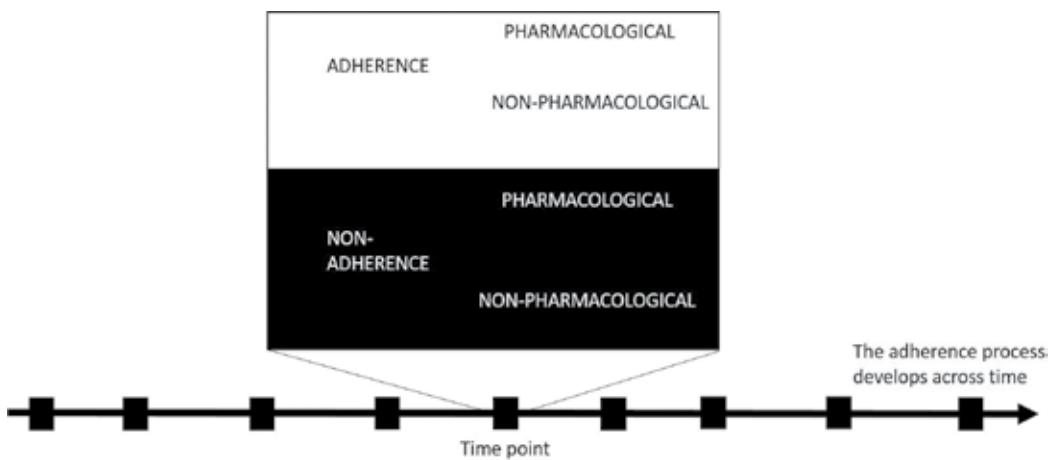 PHARMACOLOGICAL
ADHERENCE
NON-PHARMACOLOGICAL
PHARMACOLOGICAL
NON-
ADHERENCE
NON-PHARMACOLOGICAL
The adherence process
develops across time
Time point